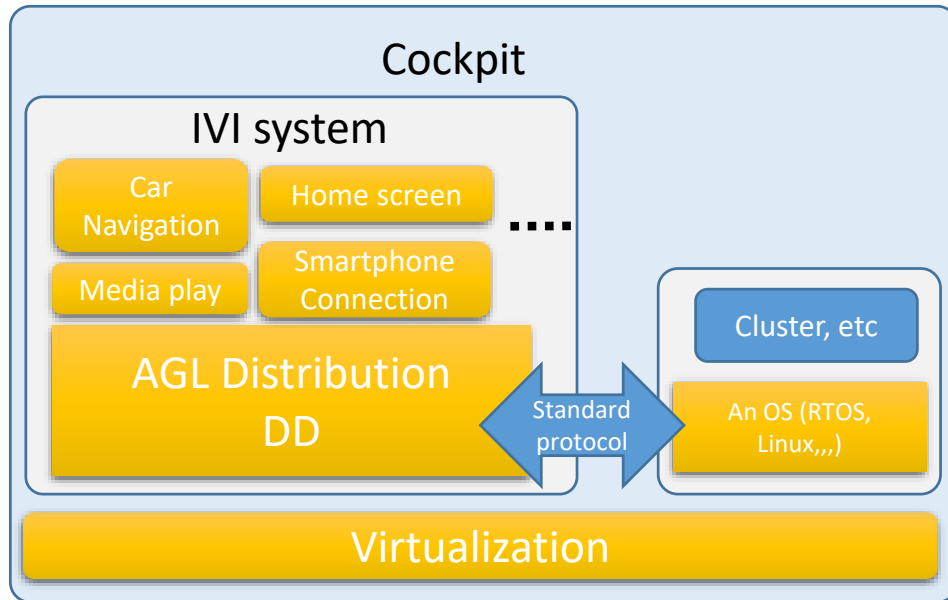 Cockpit
IVI system
Car
Navigation
Home screen
....
Media play
Smartphone
Connection
AGL Distribution
DD
Standard
protocol
Cluster, etc
An OS (RTOS,
Linux,,,)
Virtualization